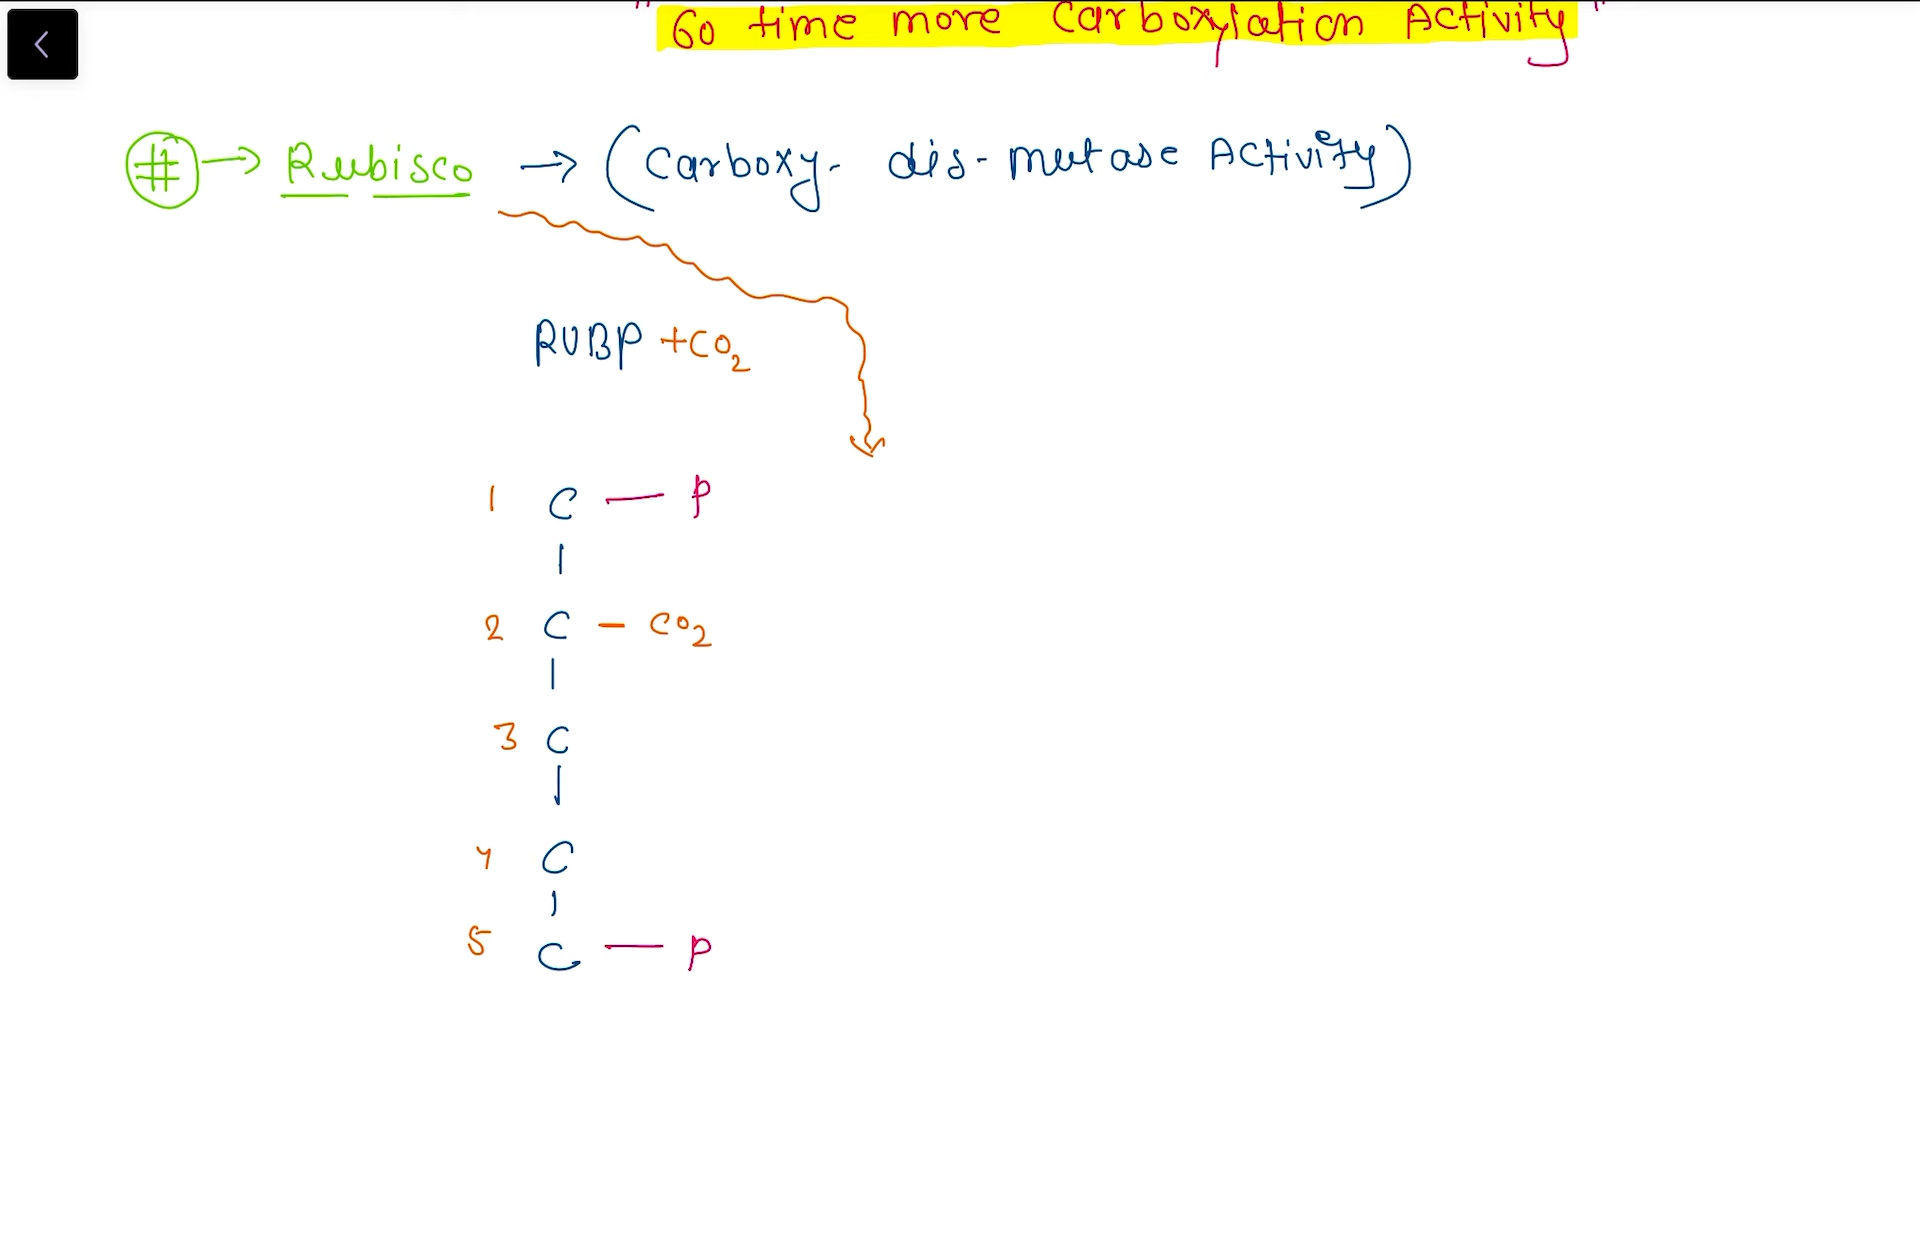 "60 time more Carboxylation Activity"
# → Rubisco → (Carboxy- dis-mutase Activity)
RUBP + CO2
1 C — P
2 C - CO2
3 C
4 C
5 C — P